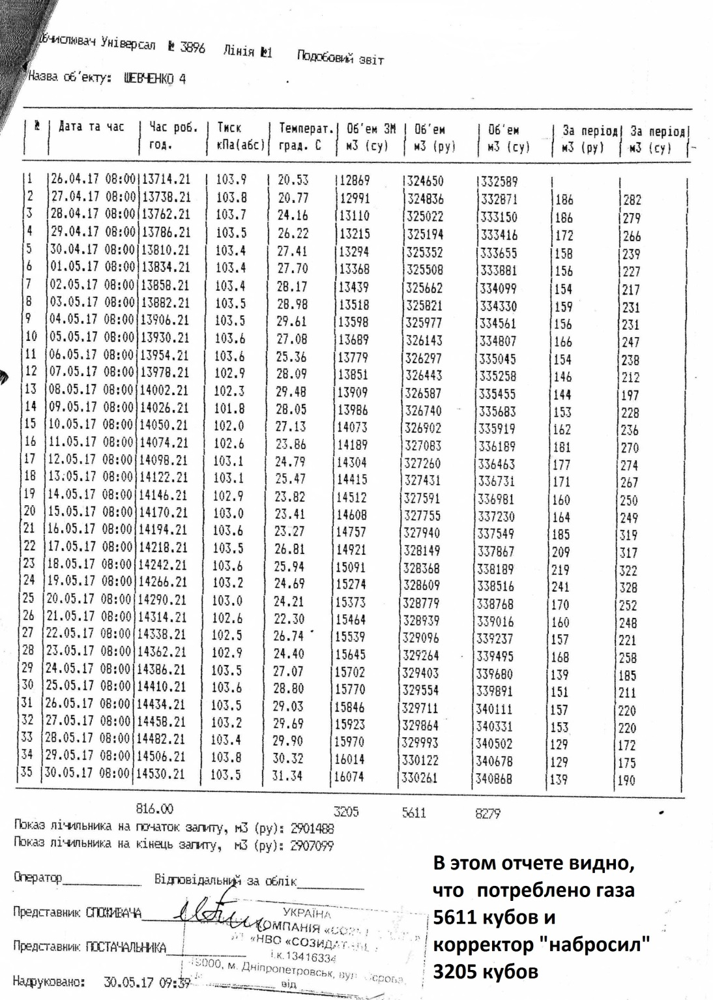 Обчислювач Універсал № 3896 Лінія №1 Подобовий звіт
Назва об'екту: ШЕВЧЕНКО 4
| № | Дата та час | Час роб. | Тиск | Температ. | Об'ем ЗМ | Об'ем | Об'ем | За період | За період |
год. | кПа(абс) | град. С | м3 (су) | м3 (ру) | м3 (су) | м3 (ру) | м3 (су) |
|1 |26.04.17 08:00|13714.21 | 103.9 | 20.53 |12869 |324650 |332589 | | |
|2 |27.04.17 08:00|13738.21 | 103.8 | 20.77 |12991 |324836 |332871 |186 |282 |
|3 |28.04.17 08:00|13762.21 | 103.7 | 24.16 |13110 |325022 |333150 |186 |279 |
|4 |29.04.17 08:00|13786.21 | 103.5 | 26.22 |13215 |325194 |333416 |172 |266 |
|5 |30.04.17 08:00|13810.21 | 103.4 | 27.41 |13294 |325352 |333655 |158 |239 |
|6 |01.05.17 08:00|13834.21 | 103.4 | 27.70 |13368 |325508 |333881 |156 |227 |
|7 |02.05.17 08:00|13858.21 | 103.4 | 28.17 |13439 |325662 |334099 |154 |217 |
|8 |03.05.17 08:00|13882.21 | 103.5 | 28.98 |13518 |325821 |334330 |159 |231 |
|9 |04.05.17 08:00|13906.21 | 103.5 | 29.61 |13598 |325977 |334561 |156 |231 |
|10 |05.05.17 08:00|13930.21 | 103.6 | 27.08 |13689 |326143 |334807 |166 |247 |
|11 |06.05.17 08:00|13954.21 | 103.6 | 25.36 |13779 |326297 |335045 |154 |238 |
|12 |07.05.17 08:00|13978.21 | 102.9 | 28.09 |13851 |326443 |335258 |146 |212 |
|13 |08.05.17 08:00|14002.21 | 102.3 | 29.48 |13909 |326587 |335455 |144 |197 |
|14 |09.05.17 08:00|14026.21 | 101.8 | 28.05 |13986 |326740 |335683 |153 |228 |
|15 |10.05.17 08:00|14050.21 | 102.0 | 27.13 |14073 |326902 |335919 |162 |236 |
|16 |11.05.17 08:00|14074.21 | 102.6 | 23.86 |14189 |327083 |336189 |181 |270 |
|17 |12.05.17 08:00|14098.21 | 103.1 | 24.79 |14304 |327260 |336463 |177 |274 |
|18 |13.05.17 08:00|14122.21 | 103.1 | 25.47 |14415 |327431 |336731 |171 |267 |
|19 |14.05.17 08:00|14146.21 | 102.9 | 23.82 |14512 |327591 |336981 |160 |250 |
|20 |15.05.17 08:00|14170.21 | 103.0 | 23.41 |14608 |327755 |337230 |164 |249 |
|21 |16.05.17 08:00|14194.21 | 103.6 | 23.27 |14757 |327940 |337549 |185 |319 |
|22 |17.05.17 08:00|14218.21 | 103.5 | 26.81 |14921 |328149 |337867 |209 |317 |
|23 |18.05.17 08:00|14242.21 | 103.6 | 25.94 |15091 |328368 |338189 |219 |322 |
|24 |19.05.17 08:00|14266.21 | 103.2 | 24.69 |15274 |328609 |338516 |241 |328 |
|25 |20.05.17 08:00|14290.21 | 103.0 | 24.21 |15373 |328779 |338768 |170 |252 |
|26 |21.05.17 08:00|14314.21 | 102.6 | 22.30 |15464 |328939 |339016 |160 |248 |
|27 |22.05.17 08:00|14338.21 | 102.5 | 26.74 |15539 |329096 |339237 |157 |221 |
|28 |23.05.17 08:00|14362.21 | 102.9 | 24.40 |15645 |329264 |339495 |168 |258 |
|29 |24.05.17 08:00|14386.21 | 103.5 | 27.07 |15702 |329403 |339680 |139 |185 |
|30 |25.05.17 08:00|14410.21 | 103.6 | 28.80 |15770 |329554 |339891 |151 |211 |
|31 |26.05.17 08:00|14434.21 | 103.5 | 29.03 |15846 |329711 |340111 |157 |220 |
|32 |27.05.17 08:00|14458.21 | 103.2 | 29.69 |15923 |329864 |340331 |153 |220 |
|33 |28.05.17 08:00|14482.21 | 103.4 | 29.90 |15970 |329993 |340502 |129 |172 |
|34 |29.05.17 08:00|14506.21 | 103.8 | 30.32 |16014 |330122 |340678 |129 |175 |
|35 |30.05.17 08:00|14530.21 | 103.5 | 31.34 |16074 |330261 |340868 |139 |190 |
816.00 3205 5611 8279
Показ лічильника на початок запиту, м3 (ру): 2901488
Показ лічильника на кінець запиту, м3 (ру): 2907099
Оператор____________ Відповідальний за облік____________
Представник СПОЖИВАЧА
Представник ПОСТАЧАЛЬНИКА
Надруковано: 30.05.17 09:39
УКРАЇНА
КОМПАНІЯ
«НВО «СОЗИДАТЕЛЬ
і.к.13416334
м. Дніпропетровськ, вул.
від
В этом отчете видно,
что потреблено газа
5611 кубов и
корректор "набросил"
3205 кубов